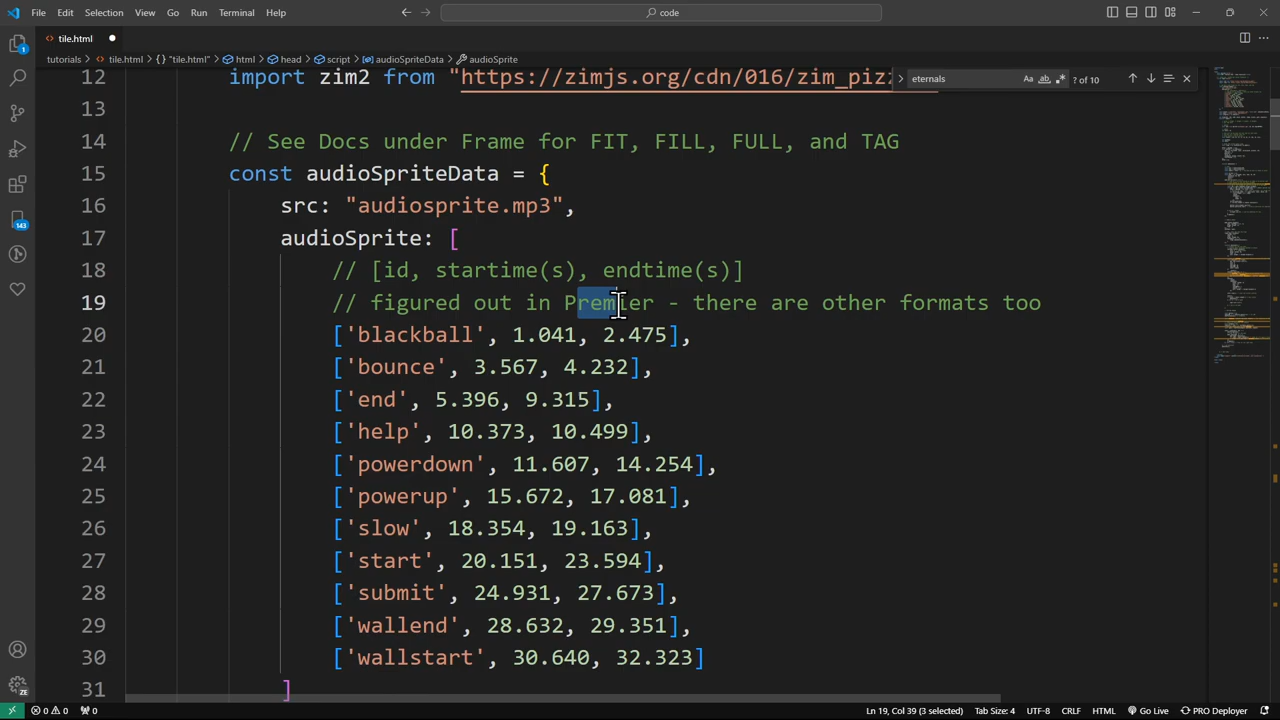 File Edit Selection View Go Run Terminal Help
code
tile.html
tutorials > tile.html > {} "tile.html" > html > head > script > audioSpriteData > audioSprite
eternals Aa ab .* ? of 10
12 import zim2 from "https://zimjs.org/cdn/016/zim_pizz
13
14 // See Docs under Frame for FIT, FILL, FULL, and TAG
15 const audioSpriteData = {
16 src: "audiosprite.mp3",
17 audioSprite: [
18 // [id, startime(s), endtime(s)]
19 // figured out in Premier - there are other formats too
20 ['blackball', 1.041, 2.475],
21 ['bounce', 3.567, 4.232],
22 ['end', 5.396, 9.315],
23 ['help', 10.373, 10.499],
24 ['powerdown', 11.607, 14.254],
25 ['powerup', 15.672, 17.081],
26 ['slow', 18.354, 19.163],
27 ['start', 20.151, 23.594],
28 ['submit', 24.931, 27.673],
29 ['wallend', 28.632, 29.351],
30 ['wallstart', 30.640, 32.323]
31 ]
1
143
ZE
0 0 0 Ln 19, Col 39 (3 selected) Tab Size: 4 UTF-8 CRLF HTML Go Live PRO Deployer